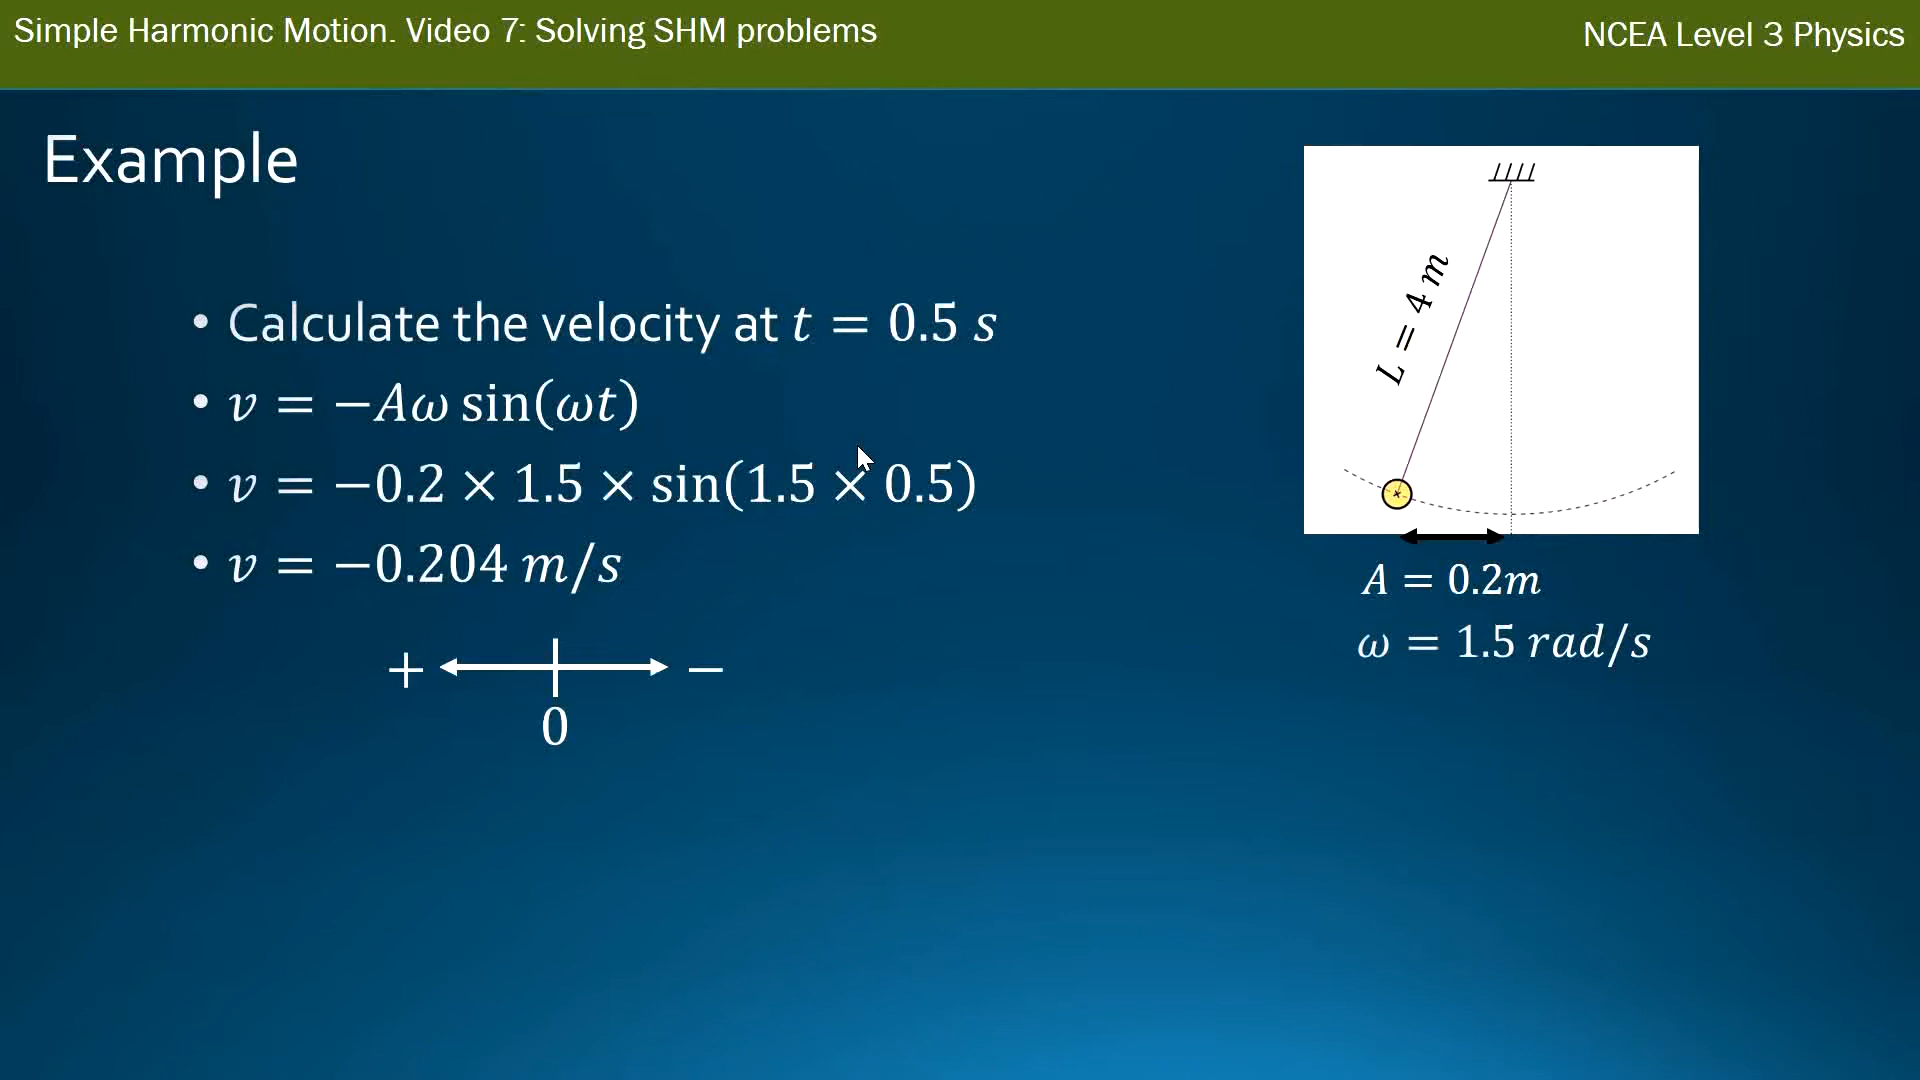 Simple Harmonic Motion. Video 7: Solving SHM problems
NCEA Level 3 Physics
Example
• Calculate the velocity at t = 0.5 s
• v = −Aω sin(ωt)
• v = −0.2 × 1.5 × sin(1.5 × 0.5)
• v = −0.204 m/s
+ −
0
L = 4 m
A = 0.2m
ω = 1.5 rad/s